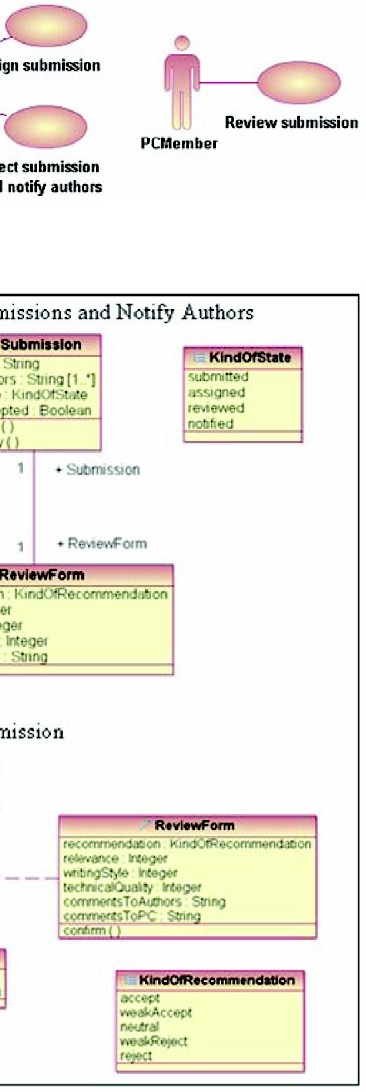 ign submission
Review submission
PCMember
ect submission
notify authors
missions and Notify Authors
Submission
String
ors : String [1..*]
: KindOfState
epted : Boolean
()
y ()
KindOfState
submitted
assigned
reviewed
notified
1
+ Submission
1
+ ReviewForm
ReviewForm
n : KindOfRecommendation
er
eger
: Integer
: String
mission
ReviewForm
recommendation : KindOfRecommendation
relevance : Integer
writingStyle : Integer
technicalQuality : Integer
commentsToAuthors : String
commentsToPC : String
confirm ()
KindOfRecommendation
accept
weakAccept
neutral
weakReject
reject